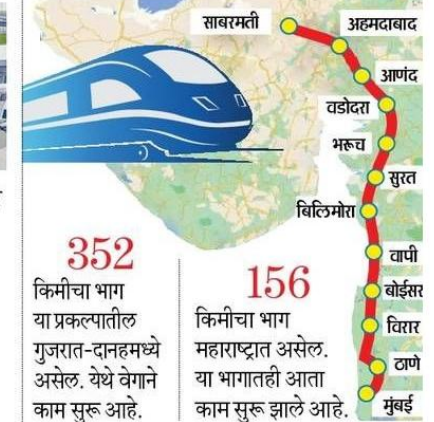 साबरमती
अहमदाबाद
आणंद
वडोदरा
भरूच
सुरत
बिलिमोरा
वापी
बोईसर
विरार
ठाणे
मुंबई
352
किमीचा भाग
या प्रकल्पातील
गुजरात-दानहमध्ये
असेल. येथे वेगाने
काम सुरू आहे.
156
किमीचा भाग
महाराष्ट्रात असेल.
या भागातही आता
काम सुरू झाले आहे.